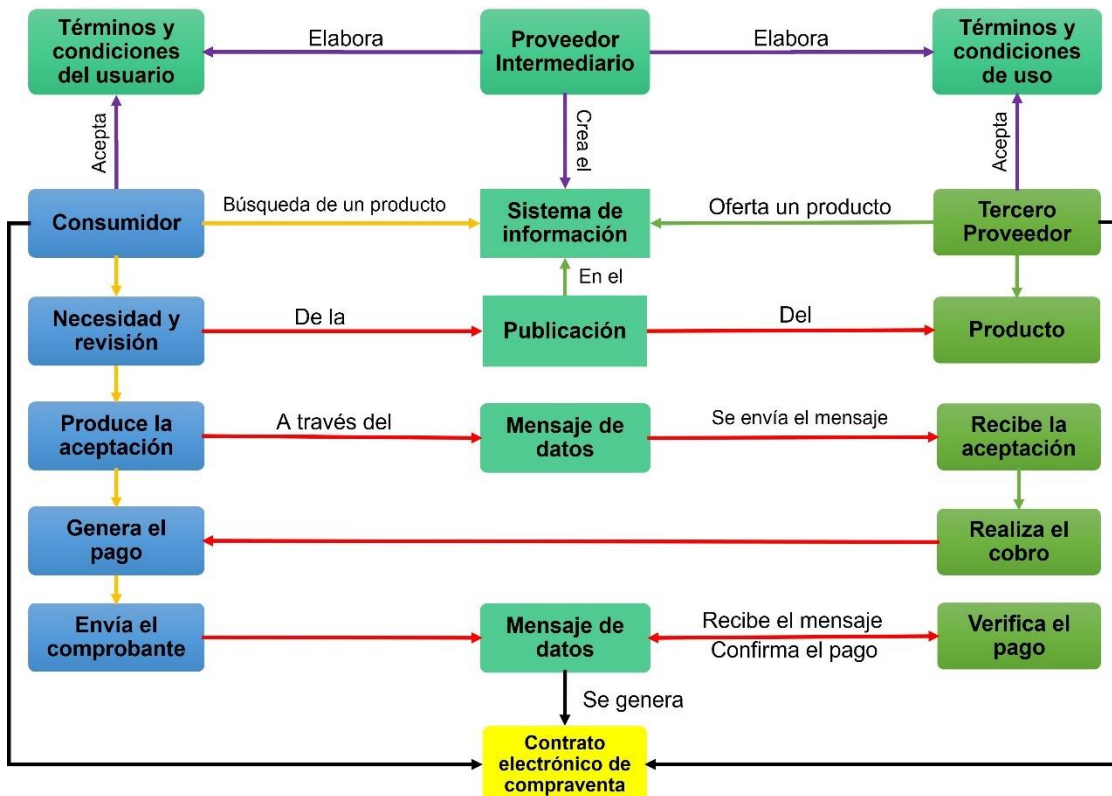 Términos y
condiciones
del usuario
Elabora
Proveedor
Intermediario
Elabora
Términos y
condiciones
de uso
Acepta
Crea el
Acepta
Consumidor
Búsqueda de un producto
Sistema de
información
Oferta un producto
Tercero
Proveedor
En el
Necesidad y
revisión
De la
Publicación
Del
Producto
Produce la
aceptación
A través del
Mensaje de
datos
Se envía el mensaje
Recibe la
aceptación
Genera el
pago
Realiza el
cobro
Envía el
comprobante
Mensaje de
datos
Recibe el mensaje
Confirma el pago
Verifica el
pago
Se genera
Contrato
electrónico de
compraventa